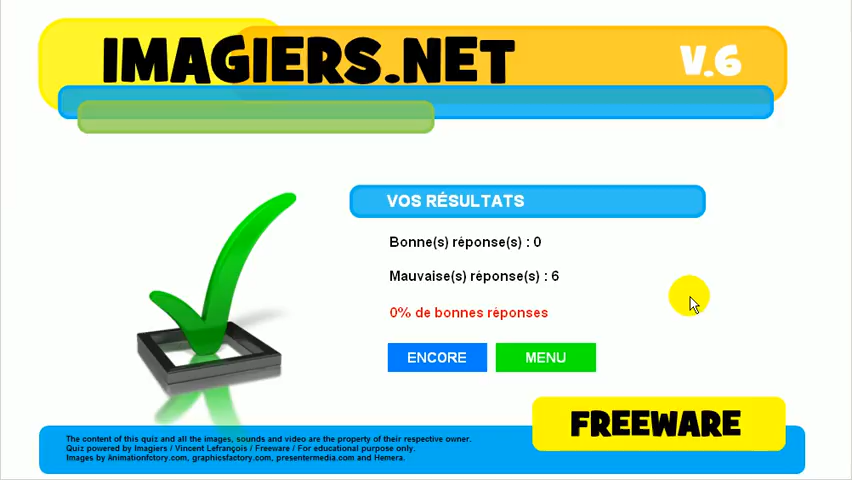 IMAGIERS.NET
V.6
VOS RÉSULTATS
Bonne(s) réponse(s) : 0
Mauvaise(s) réponse(s) : 6
0% de bonnes réponses
ENCORE
MENU
FREEWARE
The content of this quiz and all the images, sounds and video are the property of their respective owner.
Quiz powered by Imagiers / Vincent Lefrançois / Freeware / For educational purpose only.
Images by Animationfctory.com, graphicsfactory.com, presentermedia.com and Hemera.